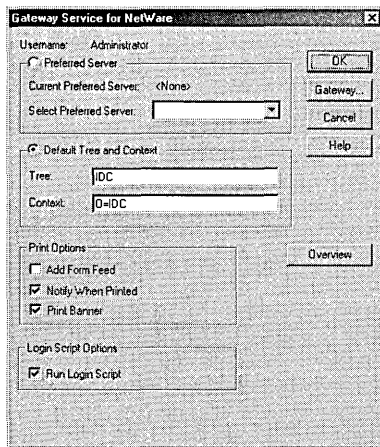 Gateway Service for NetWare
Username: Administrator
Preferred Server
Current Preferred Server: <None>
Select Preferred Server:
Default Tree and Context
Tree: IDC
Context: O=IDC
Print Options
Add Form Feed
Notify When Printed
Print Banner
Login Script Options
Run Login Script
OK
Gateway...
Cancel
Help
Overview